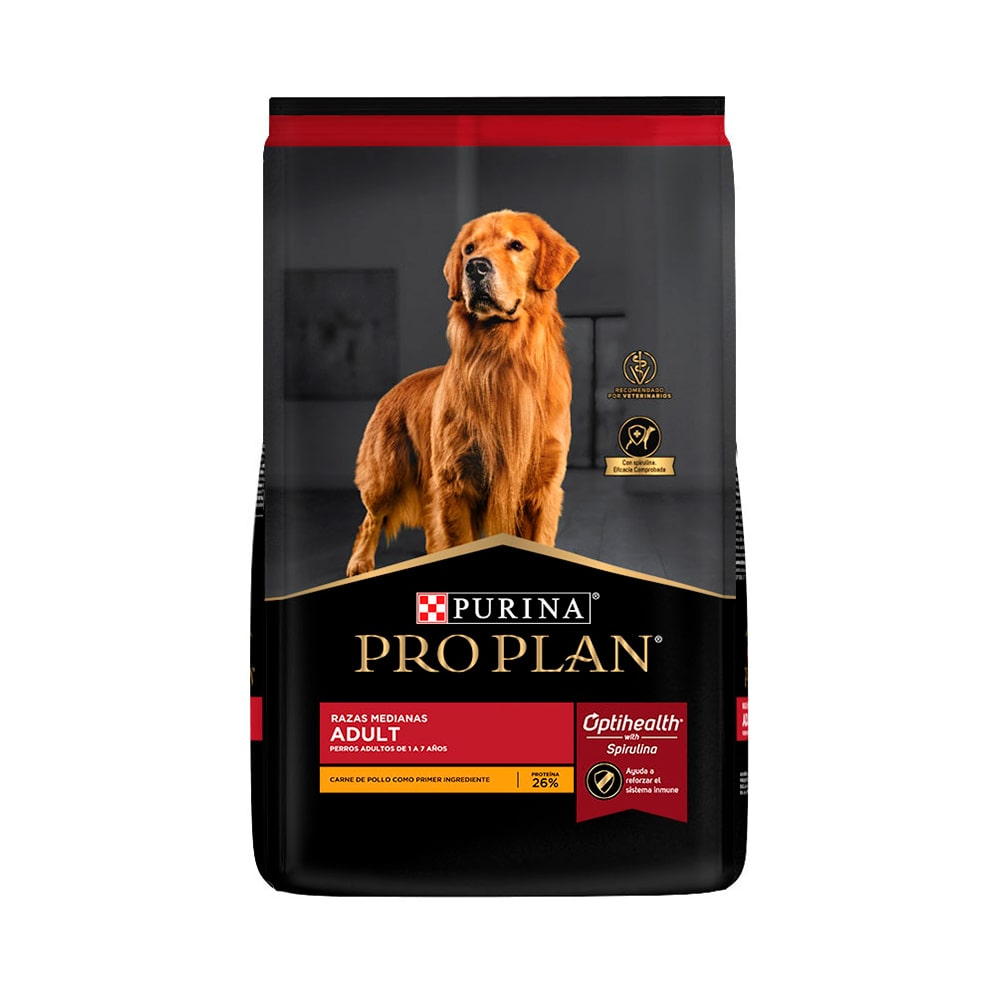 RECOMENDADO
POR VETERINARIOS
Con spirulina.
Eficacia Comprobada
PURINA®
PRO PLAN®
RAZAS MEDIANAS
ADULT
PERROS ADULTOS DE 1 A 7 AÑOS
CARNE DE POLLO COMO PRIMER INGREDIENTE
PROTEÍNA
26%
Optihealth®
with
Spirulina
Ayuda a
reforzar el
sistema inmune